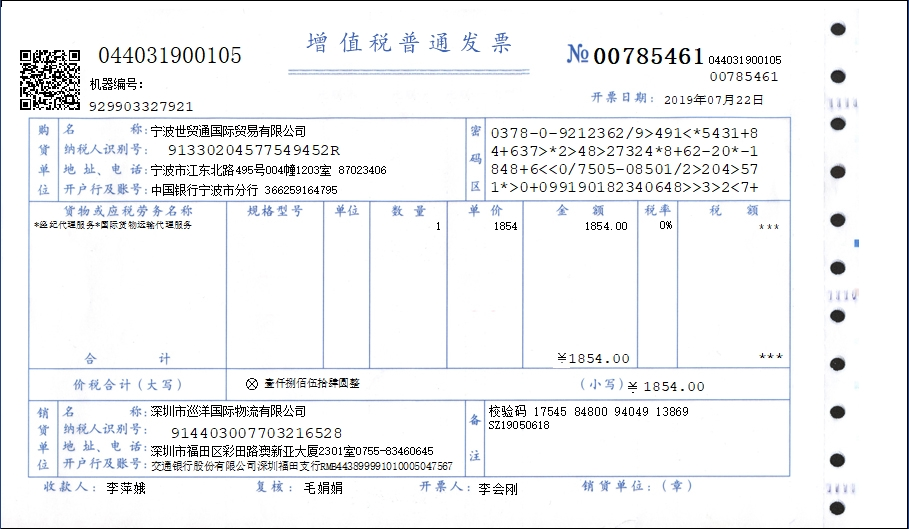 增值税普通发票
044031900105
№00785461 044031900105
00785461
机器编号:
929903327921
开票日期: 2019年07月22日
购货单位
名 称: 宁波世贸通国际贸易有限公司
纳税人识别号: 91330204577549452R
地 址、电 话: 宁波市江东北路495号004幢1203室 87023406
开户行及账号: 中国银行宁波市分行 366259164795
密码区
0378-0-9212362/9>491<*5431+8
4+637>*2>48>27324*8+62-20*-1
848+6<<0/7505-08501/2>204>57
1*>0+099190182340648>>3>2<7+
货物或应税劳务名称 规格型号 单位 数 量 单 价 金 额 税率 税 额
*经纪代理服务*国际货物运输代理服务 1 1854 1854.00 0% ***
合 计 ¥1854.00 ***
价税合计（大写） ⊗ 壹仟捌佰伍拾肆圆整 （小写）¥ 1854.00
销货单位
名 称: 深圳市巡洋国际物流有限公司
纳税人识别号: 914403007703216528
地 址、电 话: 深圳市福田区彩田路澳新亚大厦2301室0755-83460645
开户行及账号: 交通银行股份有限公司深圳福田支行RMB443899991010005047567
备注
校验码 17545 84800 94049 13869
SZ19050618
收款人: 李萍娥 复核: 毛娟娟 开票人: 李会刚 销货单位:（章）